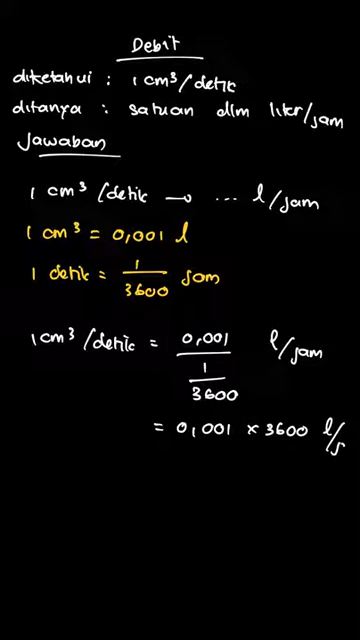 Debit
diketahui : 1 cm³/detik
ditanya : satuan dlm liter/jam
Jawaban
1 cm³/detik → ... l/jam
1 cm³ = 0,001 l
1 detik = 1/3600 jam
1 cm³/detik = 0,001 / (1/3600) l/jam
= 0,001 × 3600 l/j